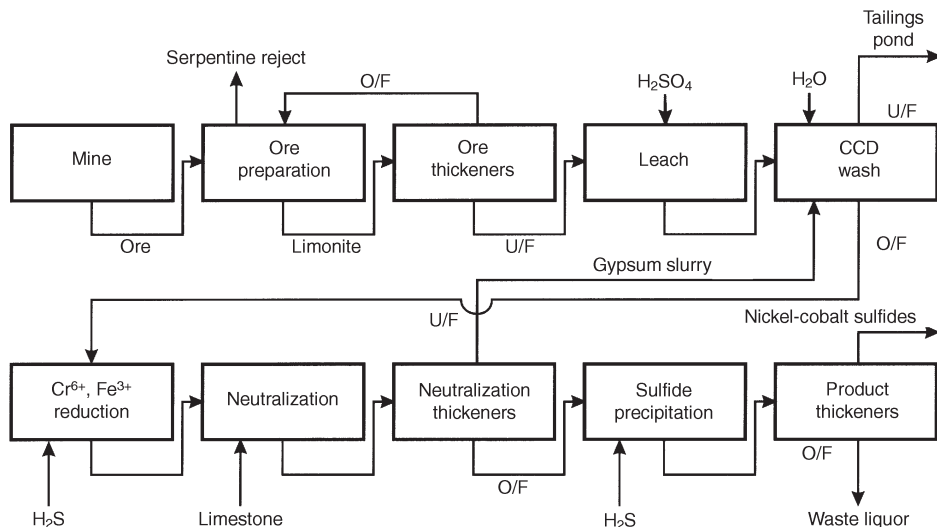 Tailings
pond
Serpentine reject
O/F
H₂SO₄
H₂O
U/F
Mine
Ore
preparation
Ore
thickeners
Leach
CCD
wash
Ore
Limonite
U/F
O/F
Gypsum slurry
U/F
Nickel-cobalt sulfides
Cr⁶⁺, Fe³⁺
reduction
Neutralization
Neutralization
thickeners
Sulfide
precipitation
Product
thickeners
O/F
O/F
H₂S
Limestone
H₂S
Waste liquor